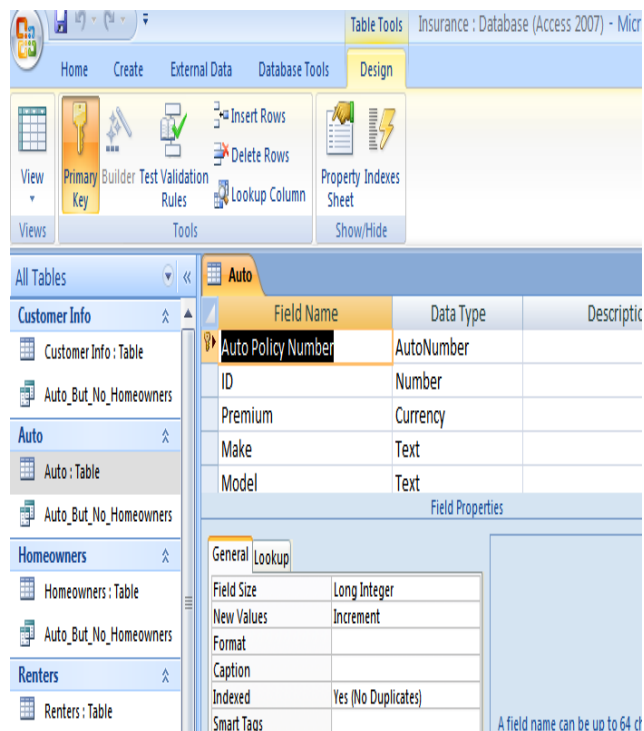 Table Tools Insurance : Database (Access 2007) - Micr
Home Create External Data Database Tools Design
View
Primary Key
Builder
Test Validation Rules
Insert Rows
Delete Rows
Lookup Column
Property Sheet
Indexes
Views Tools Show/Hide
All Tables
Customer Info
Customer Info : Table
Auto_But_No_Homeowners
Auto
Auto : Table
Auto_But_No_Homeowners
Homeowners
Homeowners : Table
Auto_But_No_Homeowners
Renters
Renters : Table
Auto
Field Name Data Type Descriptio
Auto Policy Number AutoNumber
ID Number
Premium Currency
Make Text
Model Text
Field Properties
General Lookup
Field Size Long Integer
New Values Increment
Format
Caption
Indexed Yes (No Duplicates)
Smart Tags
A field name can be up to 64 ch